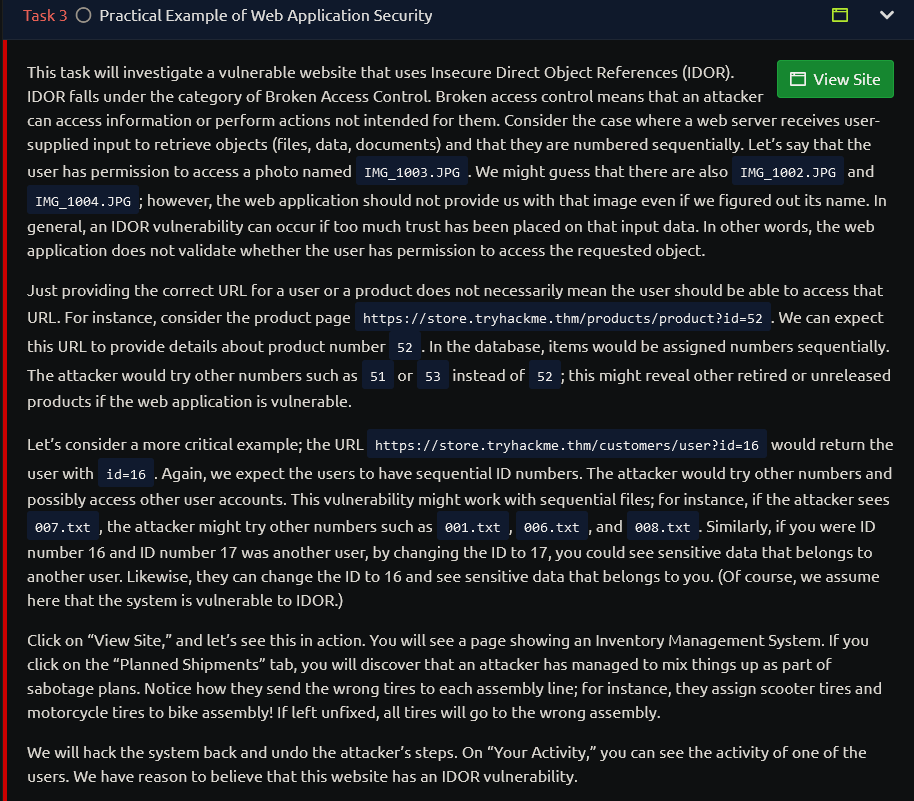 Task 3 Practical Example of Web Application Security
This task will investigate a vulnerable website that uses Insecure Direct Object References (IDOR).
View Site
IDOR falls under the category of Broken Access Control. Broken access control means that an attacker
can access information or perform actions not intended for them. Consider the case where a web server receives user-
supplied input to retrieve objects (files, data, documents) and that they are numbered sequentially. Let’s say that the
user has permission to access a photo named IMG_1003.JPG . We might guess that there are also IMG_1002.JPG and
IMG_1004.JPG ; however, the web application should not provide us with that image even if we figured out its name. In
general, an IDOR vulnerability can occur if too much trust has been placed on that input data. In other words, the web
application does not validate whether the user has permission to access the requested object.
Just providing the correct URL for a user or a product does not necessarily mean the user should be able to access that
URL. For instance, consider the product page https://store.tryhackme.thm/products/product?id=52 . We can expect
this URL to provide details about product number 52 . In the database, items would be assigned numbers sequentially.
The attacker would try other numbers such as 51 or 53 instead of 52 ; this might reveal other retired or unreleased
products if the web application is vulnerable.
Let’s consider a more critical example; the URL https://store.tryhackme.thm/customers/user?id=16 would return the
user with id=16 . Again, we expect the users to have sequential ID numbers. The attacker would try other numbers and
possibly access other user accounts. This vulnerability might work with sequential files; for instance, if the attacker sees
007.txt , the attacker might try other numbers such as 001.txt , 006.txt , and 008.txt . Similarly, if you were ID
number 16 and ID number 17 was another user, by changing the ID to 17, you could see sensitive data that belongs to
another user. Likewise, they can change the ID to 16 and see sensitive data that belongs to you. (Of course, we assume
here that the system is vulnerable to IDOR.)
Click on “View Site,” and let’s see this in action. You will see a page showing an Inventory Management System. If you
click on the “Planned Shipments” tab, you will discover that an attacker has managed to mix things up as part of
sabotage plans. Notice how they send the wrong tires to each assembly line; for instance, they assign scooter tires and
motorcycle tires to bike assembly! If left unfixed, all tires will go to the wrong assembly.
We will hack the system back and undo the attacker’s steps. On “Your Activity,” you can see the activity of one of the
users. We have reason to believe that this website has an IDOR vulnerability.